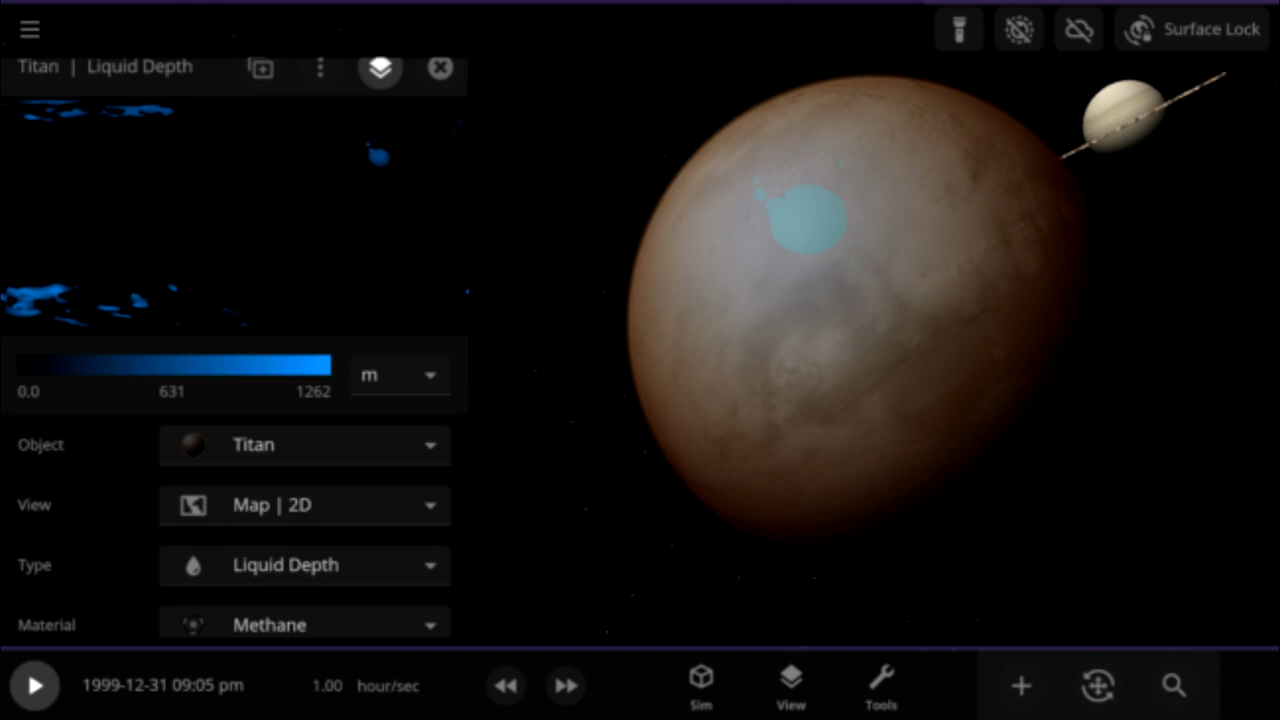 Surface Lock
Titan | Liquid Depth
0.0 631 1262
m
Object Titan
View Map | 2D
Type Liquid Depth
Material Methane
1999-12-31 09:05 pm 1.00 hour/sec
Sim View Tools